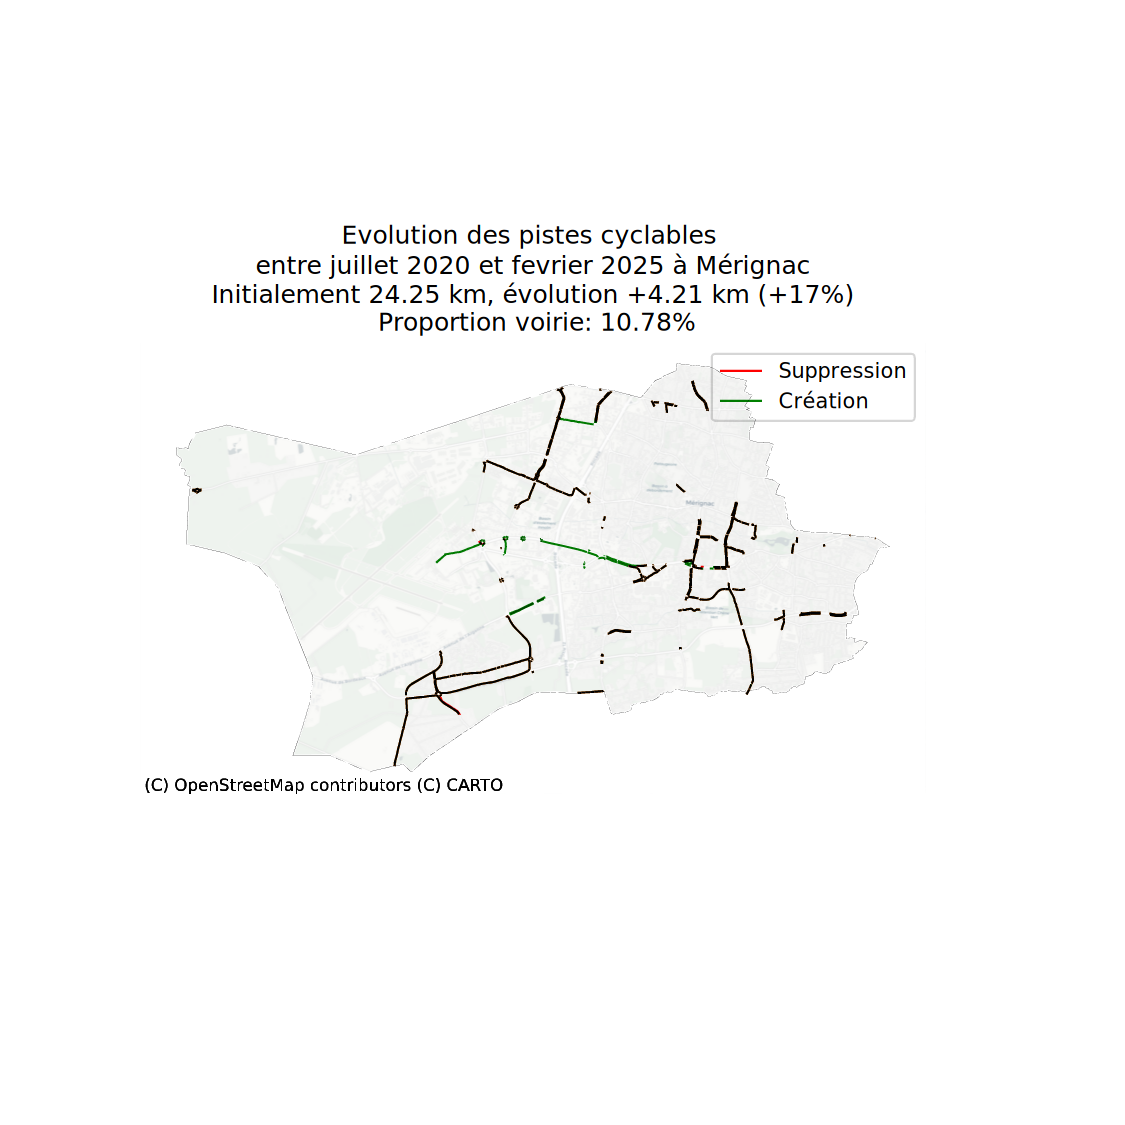 Evolution des pistes cyclables
entre juillet 2020 et fevrier 2025 à Mérignac
Initialement 24.25 km, évolution +4.21 km (+17%)
Proportion voirie: 10.78%
Suppression
Création
Mérignac
(C) OpenStreetMap contributors (C) CARTO